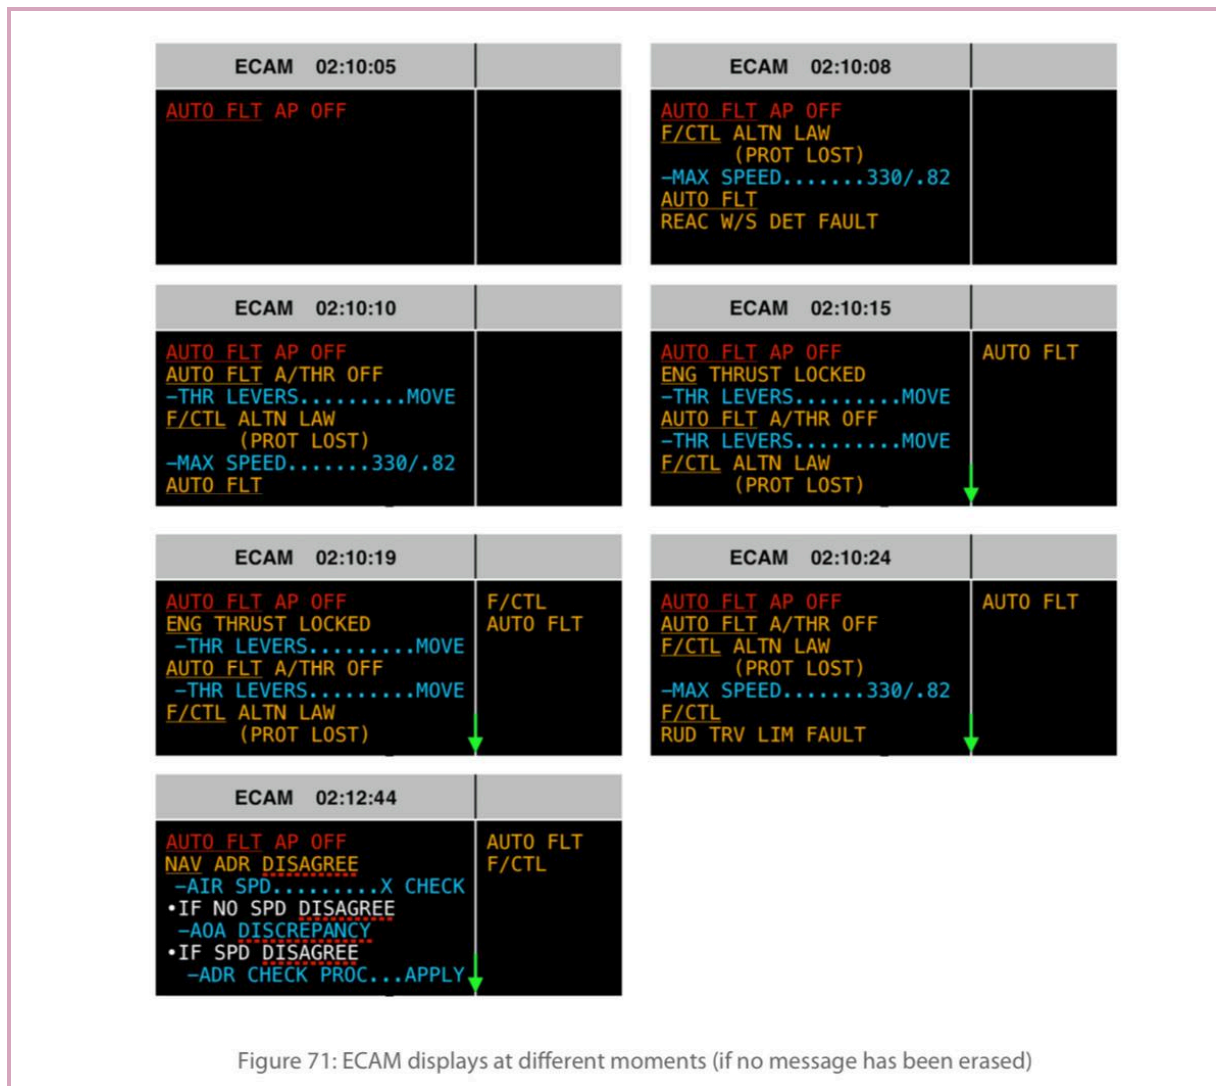 ECAM 02:10:05
AUTO FLT AP OFF
ECAM 02:10:08
AUTO FLT AP OFF
F/CTL ALTN LAW
(PROT LOST)
-MAX SPEED.......330/.82
AUTO FLT
REAC W/S DET FAULT
ECAM 02:10:10
AUTO FLT AP OFF
AUTO FLT A/THR OFF
-THR LEVERS.........MOVE
F/CTL ALTN LAW
(PROT LOST)
-MAX SPEED.......330/.82
AUTO FLT
ECAM 02:10:15
AUTO FLT AP OFF
ENG THRUST LOCKED
-THR LEVERS.........MOVE
AUTO FLT A/THR OFF
-THR LEVERS.........MOVE
F/CTL ALTN LAW
(PROT LOST)
AUTO FLT
ECAM 02:10:19
AUTO FLT AP OFF
ENG THRUST LOCKED
-THR LEVERS.........MOVE
AUTO FLT A/THR OFF
-THR LEVERS.........MOVE
F/CTL ALTN LAW
(PROT LOST)
F/CTL
AUTO FLT
ECAM 02:10:24
AUTO FLT AP OFF
AUTO FLT A/THR OFF
F/CTL ALTN LAW
(PROT LOST)
-MAX SPEED.......330/.82
F/CTL
RUD TRV LIM FAULT
AUTO FLT
ECAM 02:12:44
AUTO FLT AP OFF
NAV ADR DISAGREE
-AIR SPD.........X CHECK
•IF NO SPD DISAGREE
-AOA DISCREPANCY
•IF SPD DISAGREE
-ADR CHECK PROC...APPLY
AUTO FLT
F/CTL
Figure 71: ECAM displays at different moments (if no message has been erased)